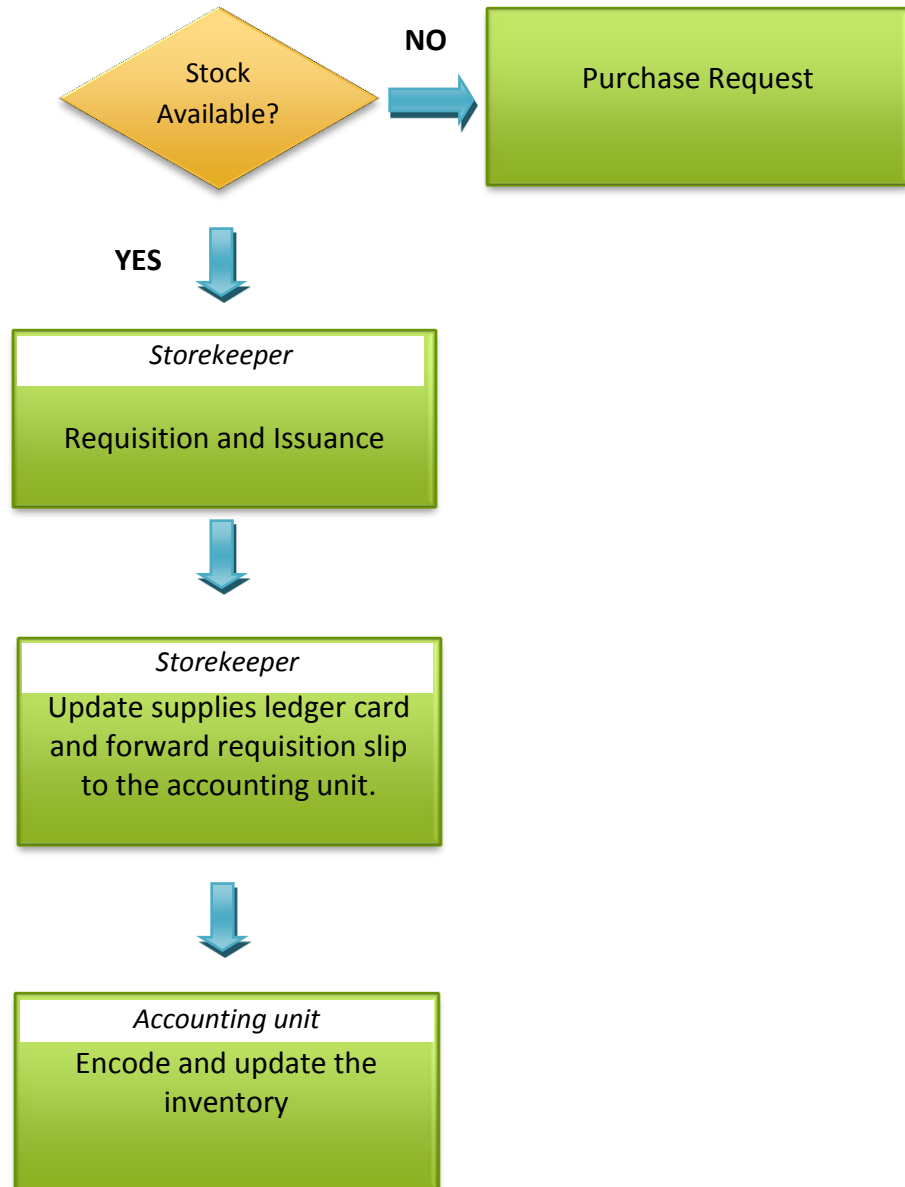 Stock
Available?
NO
Purchase Request
YES
Storekeeper
Requisition and Issuance
Storekeeper
Update supplies ledger card
and forward requisition slip
to the accounting unit.
Accounting unit
Encode and update the
inventory